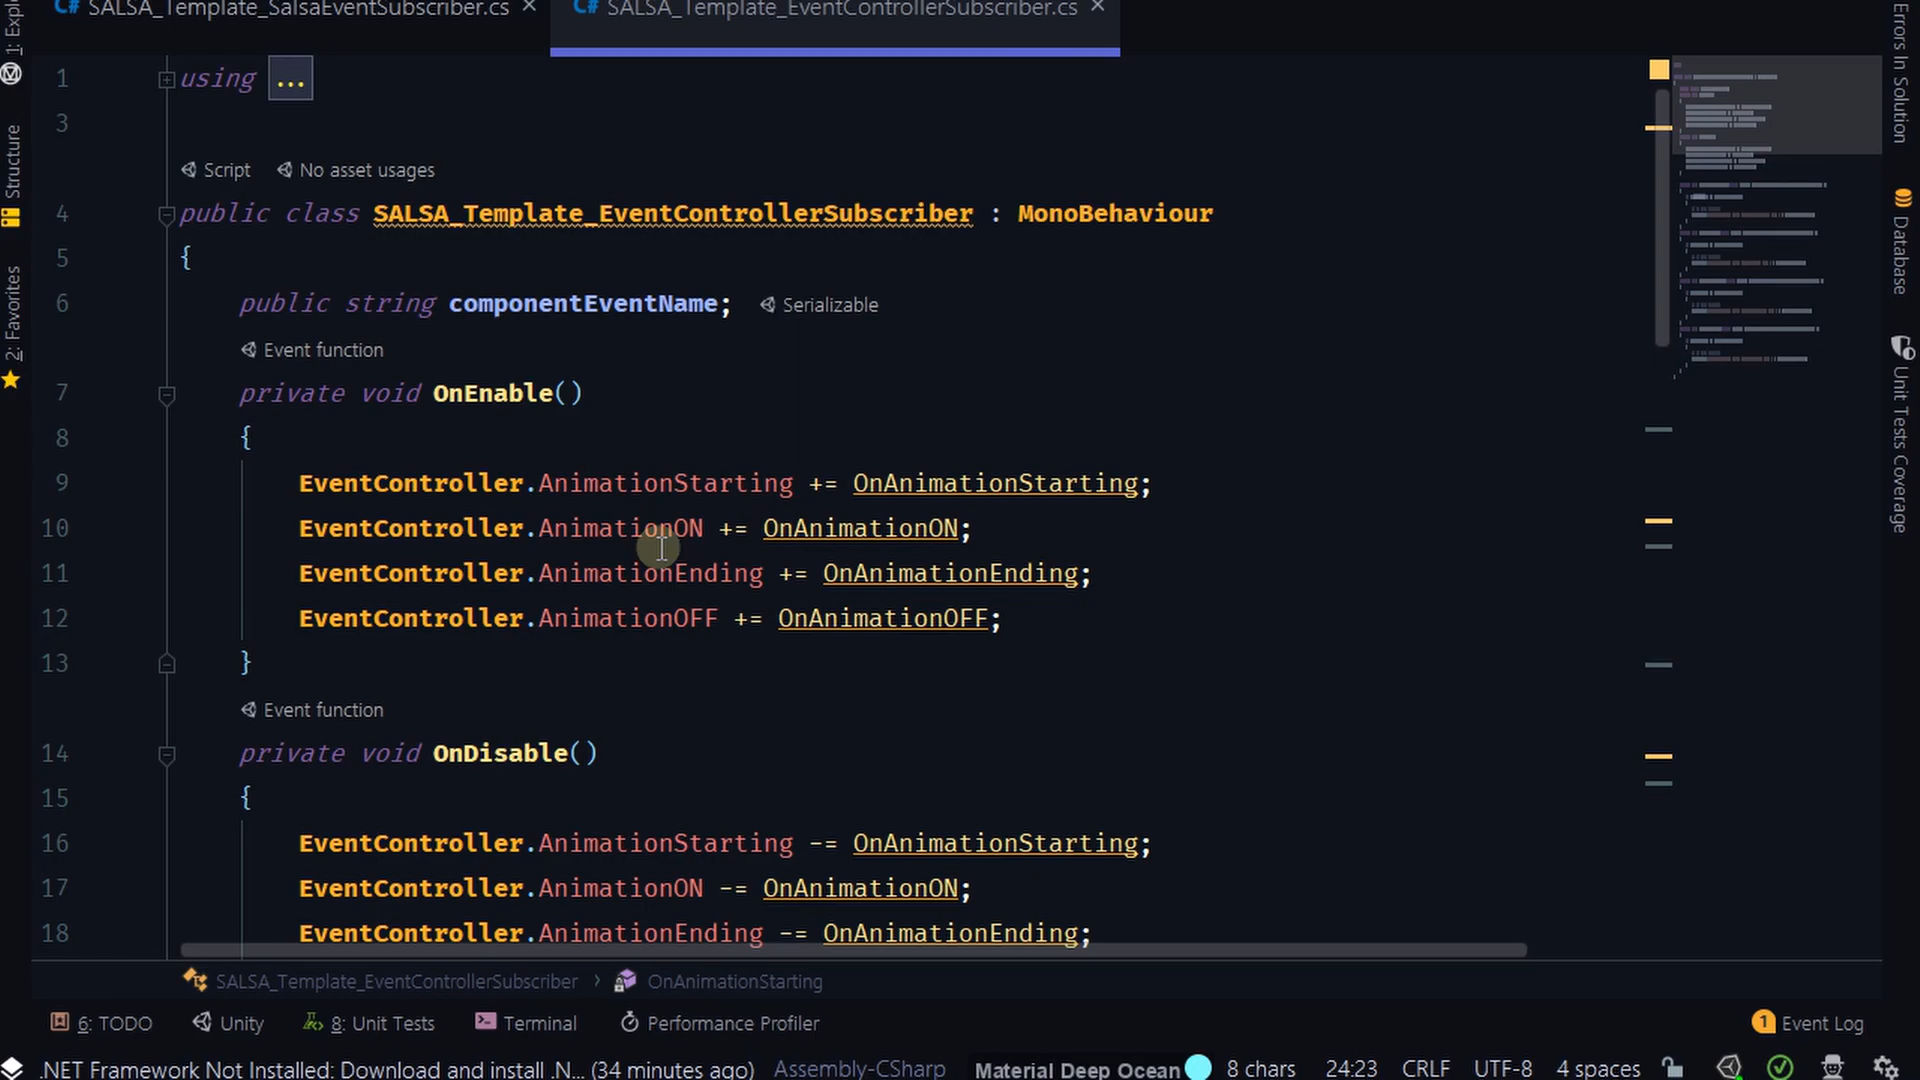 SALSA_Template_SalsaEventSubscriber.cs
SALSA_Template_EventControllerSubscriber.cs
1: Expl
Structure
2: Favorites
Errors In Solution
Database
Unit Tests Coverage
1 using ...
3
Script No asset usages
4 public class SALSA_Template_EventControllerSubscriber : MonoBehaviour
5 {
6 public string componentEventName; Serializable
Event function
7 private void OnEnable()
8 {
9 EventController.AnimationStarting += OnAnimationStarting;
10 EventController.AnimationON += OnAnimationON;
11 EventController.AnimationEnding += OnAnimationEnding;
12 EventController.AnimationOFF += OnAnimationOFF;
13 }
Event function
14 private void OnDisable()
15 {
16 EventController.AnimationStarting -= OnAnimationStarting;
17 EventController.AnimationON -= OnAnimationON;
18 EventController.AnimationEnding -= OnAnimationEnding;
SALSA_Template_EventControllerSubscriber > OnAnimationStarting
6: TODO Unity 8: Unit Tests Terminal Performance Profiler 1 Event Log
.NET Framework Not Installed: Download and install .N... (34 minutes ago) Assembly-CSharp Material Deep Ocean 8 chars 24:23 CRLF UTF-8 4 spaces